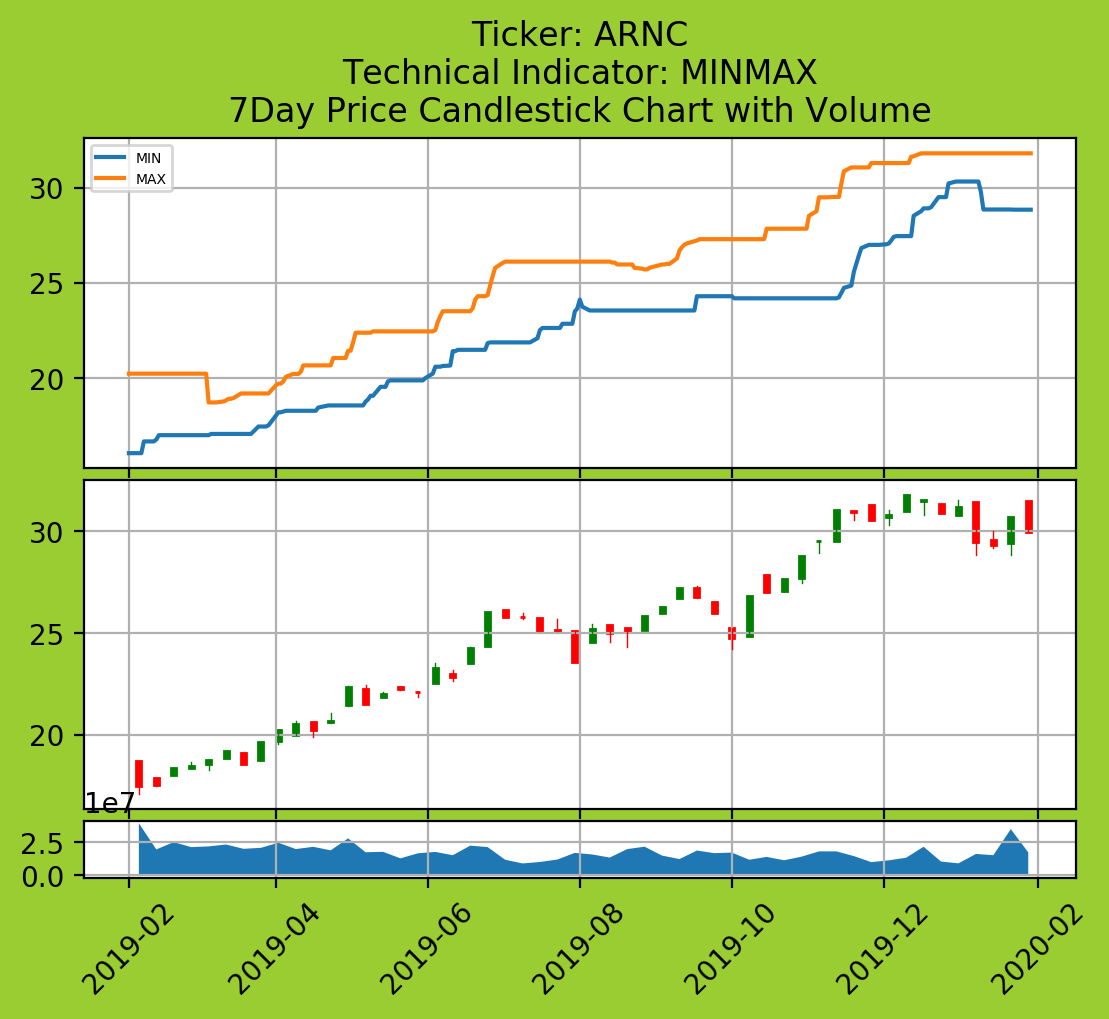 Ticker: ARNC
Technical Indicator: MINMAX
7Day Price Candlestick Chart with Volume
MIN
MAX
30
25
20
30
25
20
1e7
2.5
0.0
2019-02
2019-04
2019-06
2019-08
2019-10
2019-12
2020-02